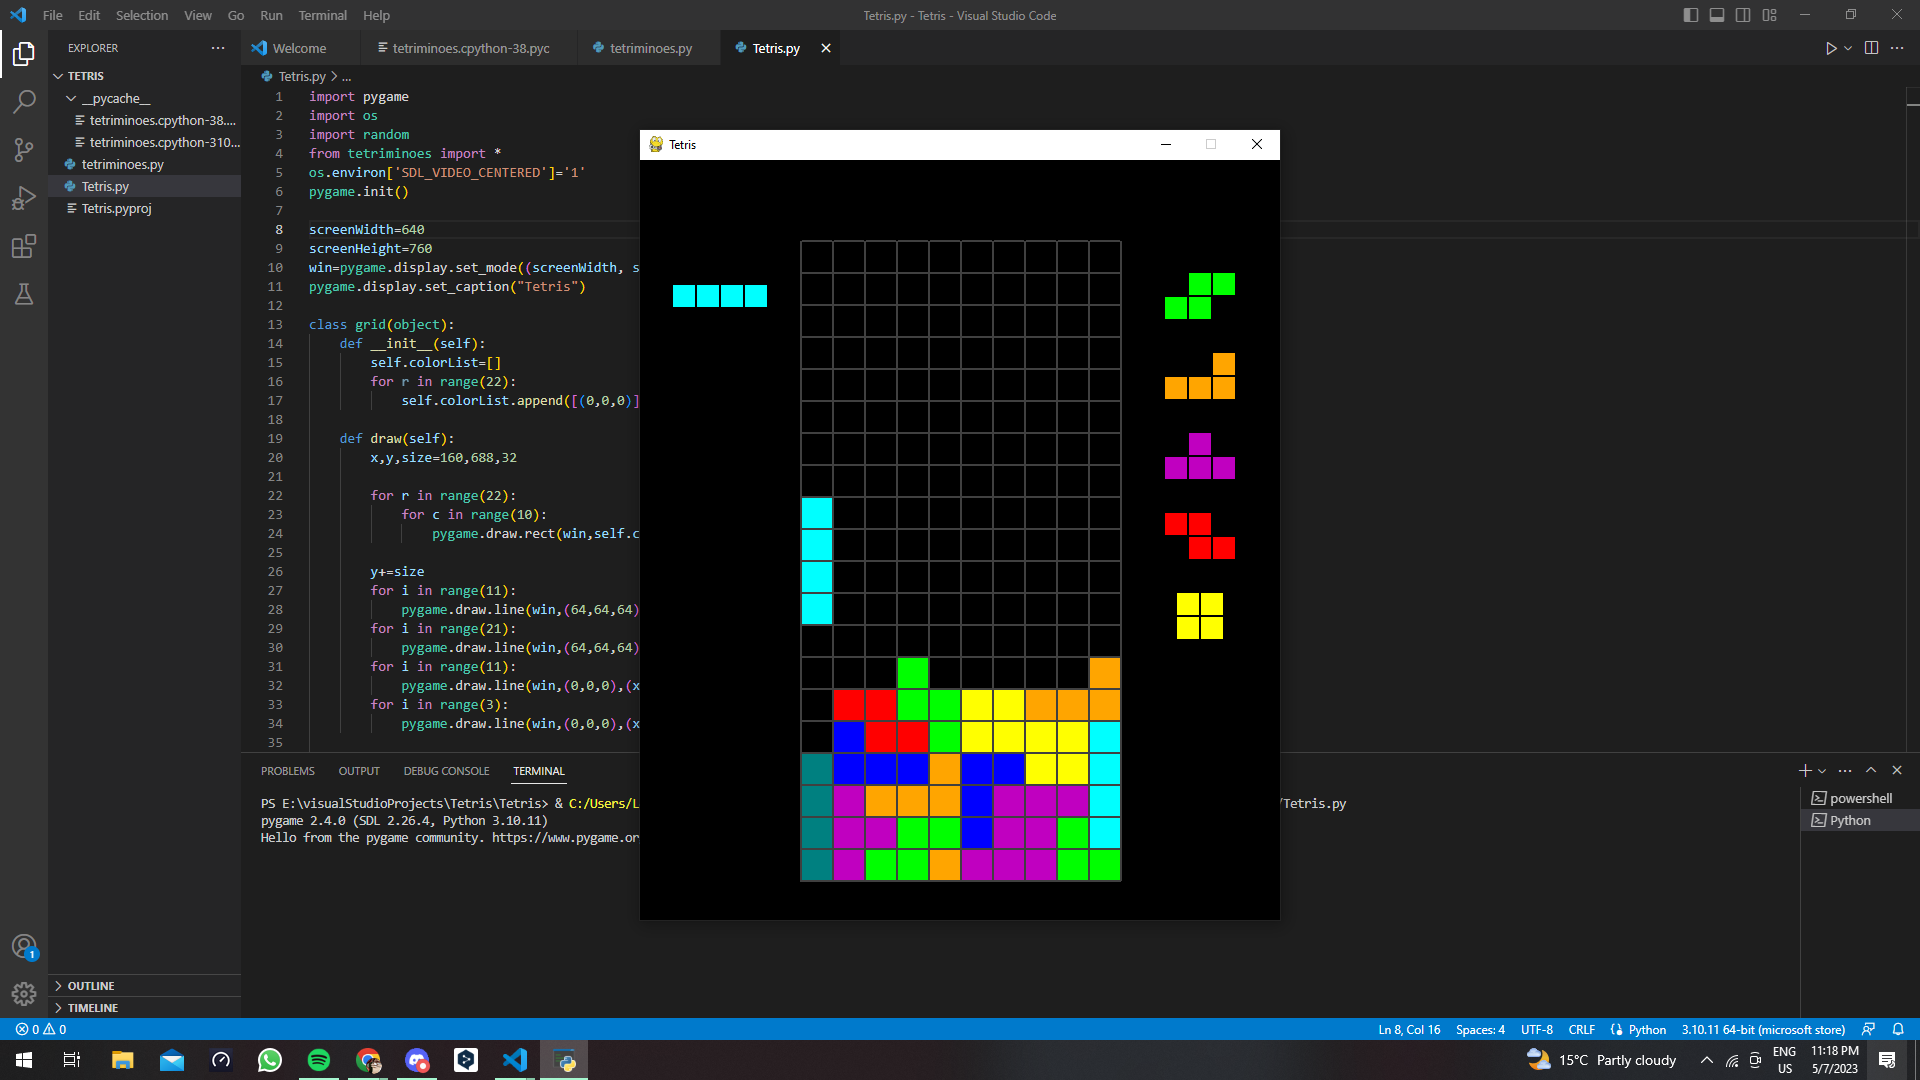 File Edit Selection View Go Run Terminal Help
Tetris.py - Tetris - Visual Studio Code
EXPLORER
Welcome
tetriminoes.cpython-38.pyc
tetriminoes.py
Tetris.py
TETRIS
__pycache__
tetriminoes.cpython-38....
tetriminoes.cpython-310...
tetriminoes.py
Tetris.py
Tetris.pyproj
OUTLINE
TIMELINE
Tetris.py > ...
1 import pygame
2 import os
3 import random
4 from tetriminoes import *
5 os.environ['SDL_VIDEO_CENTERED']='1'
6 pygame.init()
7
8 screenWidth=640
9 screenHeight=760
10 win=pygame.display.set_mode((screenWidth, s
11 pygame.display.set_caption("Tetris")
12
13 class grid(object):
14 def __init__(self):
15 self.colorList=[]
16 for r in range(22):
17 self.colorList.append([(0,0,0)]
18
19 def draw(self):
20 x,y,size=160,688,32
21
22 for r in range(22):
23 for c in range(10):
24 pygame.draw.rect(win,self.c
25
26 y+=size
27 for i in range(11):
28 pygame.draw.line(win,(64,64,64)
29 for i in range(21):
30 pygame.draw.line(win,(64,64,64)
31 for i in range(11):
32 pygame.draw.line(win,(0,0,0),(x
33 for i in range(3):
34 pygame.draw.line(win,(0,0,0),(x
35
Tetris
PROBLEMS OUTPUT DEBUG CONSOLE TERMINAL
PS E:\visualStudioProjects\Tetris\Tetris> & C:/Users/L
/Tetris.py
pygame 2.4.0 (SDL 2.26.4, Python 3.10.11)
Hello from the pygame community. https://www.pygame.or
powershell
Python
1
0 0
Ln 8, Col 16 Spaces: 4 UTF-8 CRLF Python 3.10.11 64-bit (microsoft store)
15°C Partly cloudy
ENG
US
11:18 PM
5/7/2023